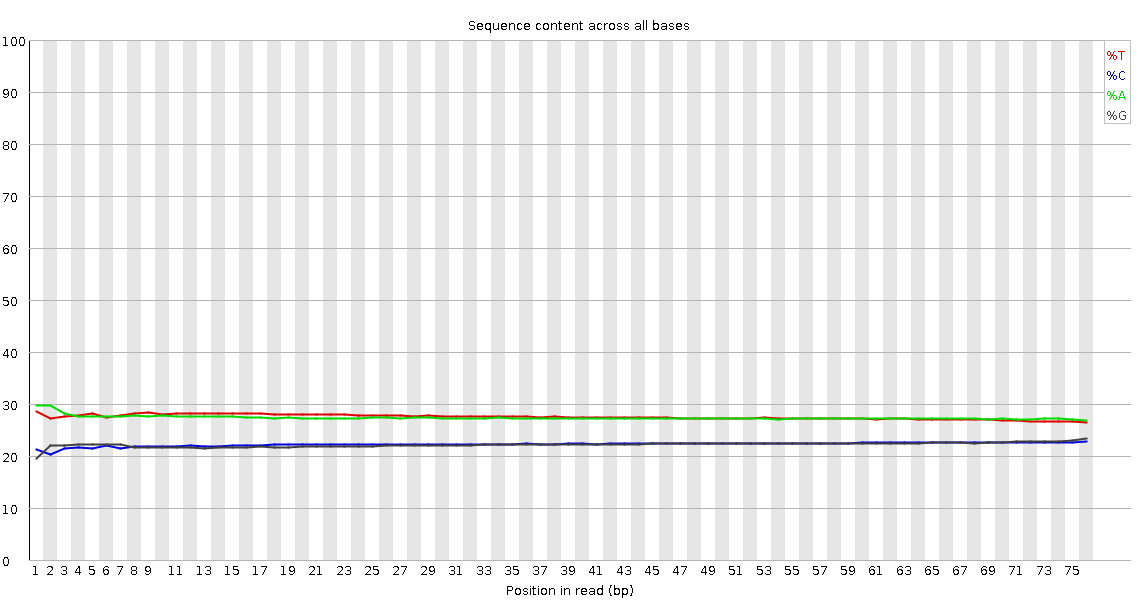 Sequence content across all bases
100
90
80
70
60
50
40
30
20
10
0
%T
%C
%A
%G
1 2 3 4 5 6 7 8 9 11 13 15 17 19 21 23 25 27 29 31 33 35 37 39 41 43 45 47 49 51 53 55 57 59 61 63 65 67 69 71 73 75
Position in read (bp)